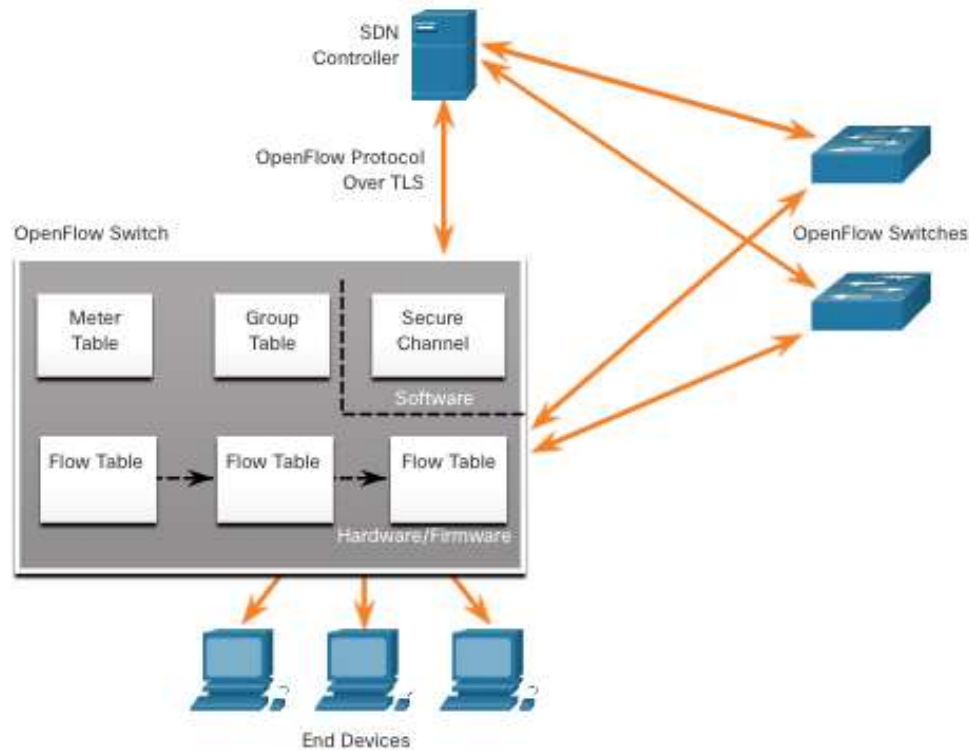 SDN
Controller
OpenFlow Protocol
Over TLS
OpenFlow Switch
OpenFlow Switches
Meter
Table
Group
Table
Secure
Channel
Software
Flow Table
Flow Table
Flow Table
Hardware/Firmware
End Devices